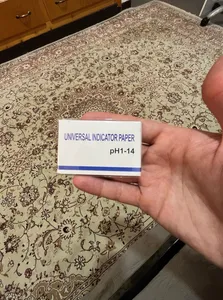 UNIVERSAL INDICATOR PAPER
pH1-14